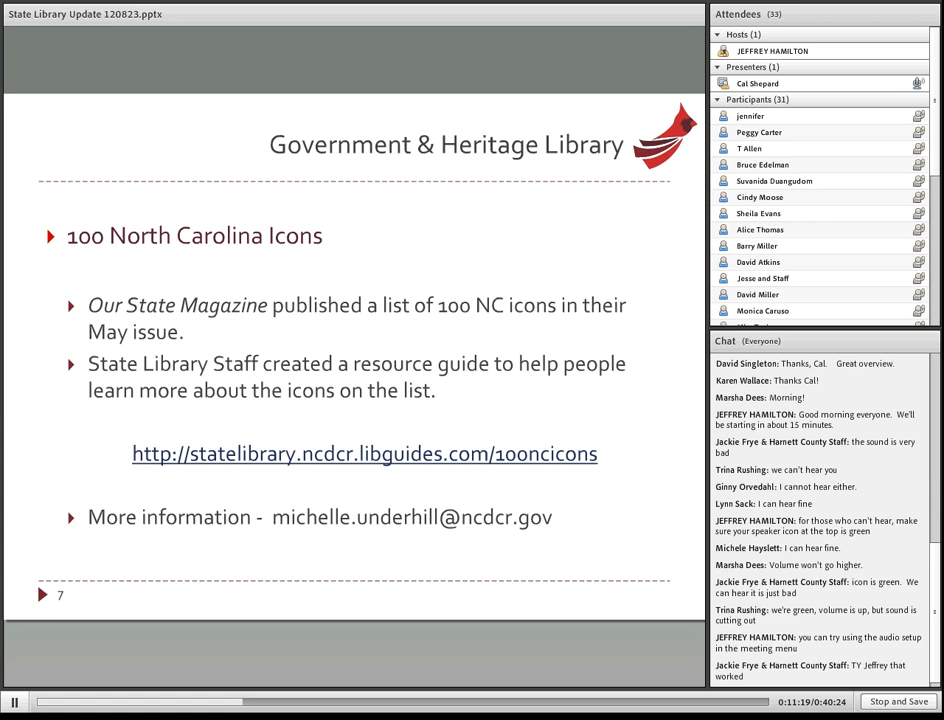 State Library Update 120823.pptx
Government & Heritage Library
100 North Carolina Icons
Our State Magazine published a list of 100 NC icons in their
May issue.
State Library Staff created a resource guide to help people
learn more about the icons on the list.
http://statelibrary.ncdcr.libguides.com/100ncicons
More information - michelle.underhill@ncdcr.gov
7
Attendees (33)
Hosts (1)
JEFFREY HAMILTON
Presenters (1)
Cal Shepard
Participants (31)
jennifer
Peggy Carter
T Allen
Bruce Edelman
Suvanida Duangudom
Cindy Moose
Sheila Evans
Alice Thomas
Barry Miller
David Atkins
Jesse and Staff
David Miller
Monica Caruso
Chat (Everyone)
David Singleton: Thanks, Cal. Great overview.
Karen Wallace: Thanks Cal!
Marsha Dees: Morning!
JEFFREY HAMILTON: Good morning everyone. We'll
be starting in about 15 minutes.
Jackie Frye & Harnett County Staff: the sound is very
bad
Trina Rushing: we can't hear you
Ginny Orvedahl: I cannot hear either.
Lynn Sack: I can hear fine
JEFFREY HAMILTON: for those who can't hear, make
sure your speaker icon at the top is green
Michele Hayslett: I can hear fine.
Marsha Dees: Volume won't go higher.
Jackie Frye & Harnett County Staff: icon is green. We
can hear it is just bad
Trina Rushing: we're green, volume is up, but sound is
cutting out
JEFFREY HAMILTON: you can try using the audio setup
in the meeting menu
Jackie Frye & Harnett County Staff: TY Jeffrey that
worked
0:11:19/0:40:24
Stop and Save